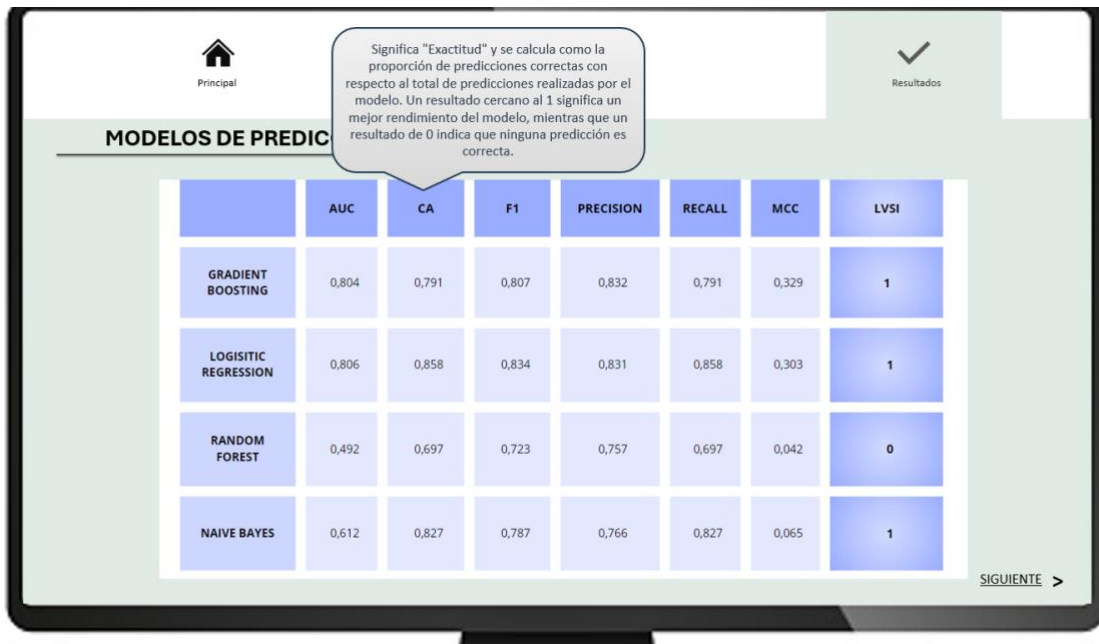 Principal
Significa "Exactitud" y se calcula como la
proporción de predicciones correctas con
respecto al total de predicciones realizadas por el
modelo. Un resultado cercano al 1 significa un
mejor rendimiento del modelo, mientras que un
resultado de 0 indica que ninguna predicción es
correcta.
Resultados
MODELOS DE PREDIC
AUC CA F1 PRECISION RECALL MCC LVSI
GRADIENT
BOOSTING
0,804 0,791 0,807 0,832 0,791 0,329 1
LOGISITIC
REGRESSION
0,806 0,858 0,834 0,831 0,858 0,303 1
RANDOM
FOREST
0,492 0,697 0,723 0,757 0,697 0,042 0
NAIVE BAYES 0,612 0,827 0,787 0,766 0,827 0,065 1
SIGUIENTE >